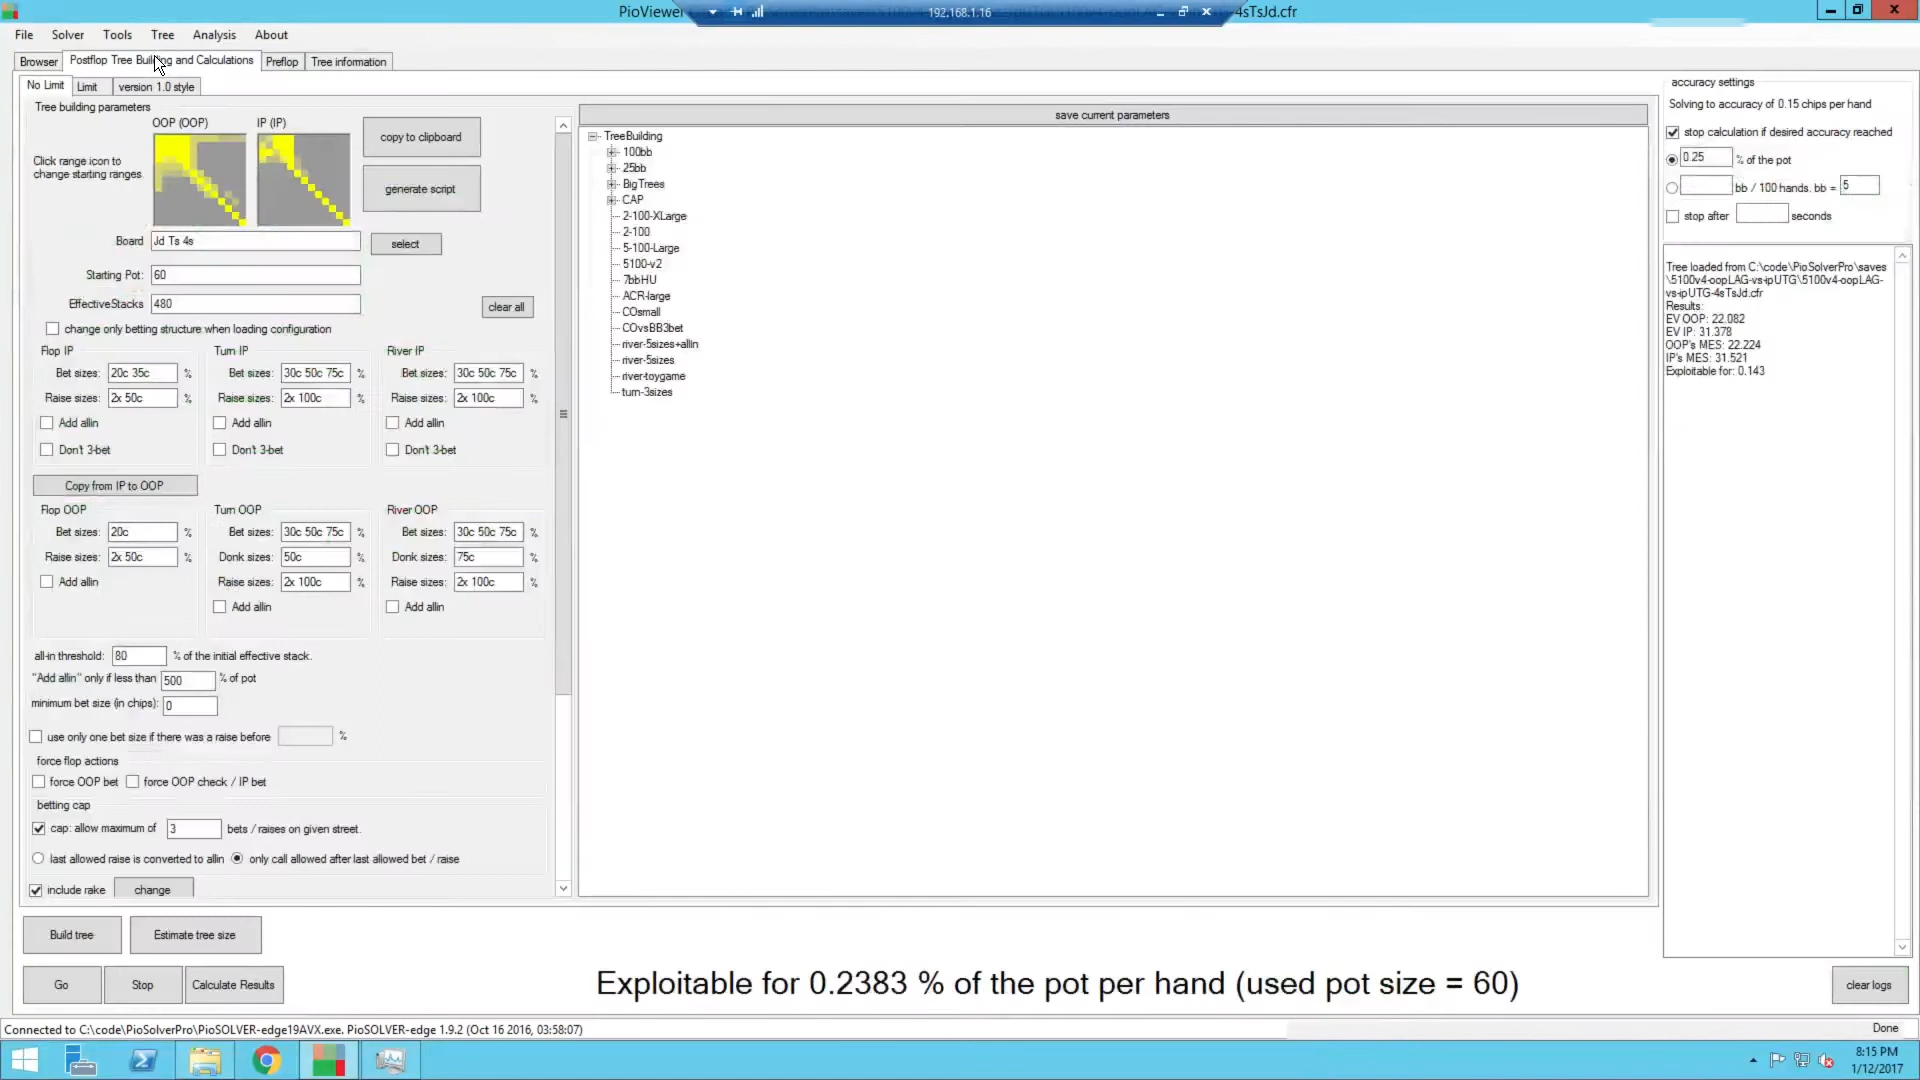 PioViewer
192.168.1.16
4sTsJd.cfr
File Solver Tools Tree Analysis About
Browser Postflop Tree Building and Calculations Preflop Tree information
No Limit Limit version 1.0 style
Tree building parameters
OOP (OOP) IP (IP)
Click range icon to
change starting ranges
copy to clipboard
generate script
Board Jd Ts 4s select
Starting Pot: 60
EffectiveStacks 480
clear all
change only betting structure when loading configuration
Flop IP Turn IP River IP
Bet sizes: 20c 35c % Bet sizes: 30c 50c 75c % Bet sizes: 30c 50c 75c %
Raise sizes: 2x 50c % Raise sizes: 2x 100c % Raise sizes: 2x 100c %
Add allin Add allin Add allin
Don't 3-bet Don't 3-bet Don't 3-bet
Copy from IP to OOP
Flop OOP Turn OOP River OOP
Bet sizes: 20c % Bet sizes: 30c 50c 75c % Bet sizes: 30c 50c 75c %
Raise sizes: 2x 50c % Donk sizes: 50c % Donk sizes: 75c %
Add allin Raise sizes: 2x 100c % Raise sizes: 2x 100c %
Add allin Add allin
all-in threshold: 80 % of the initial effective stack.
"Add allin" only if less than 500 % of pot
minimum bet size (in chips): 0
use only one bet size if there was a raise before %
force flop actions
force OOP bet force OOP check / IP bet
betting cap
cap: allow maximum of 3 bets / raises on given street.
last allowed raise is converted to allin only call allowed after last allowed bet / raise
include rake change
save current parameters
TreeBuilding
100bb
25bb
BigTrees
CAP
2-100-XLarge
2-100
5-100-Large
5100-v2
7bbHU
ACR-large
COsmall
COvsBB3bet
river-5sizes+allin
river-5sizes
river-toygame
turn-3sizes
accuracy settings
Solving to accuracy of 0.15 chips per hand
stop calculation if desired accuracy reached
0.25 % of the pot
bb / 100 hands. bb = 5
stop after seconds
Tree loaded from C:\code\PioSolverPro\saves
\5100v4-oopLAG-vs-ipUTG\5100v4-oopLAG-
vs-ipUTG-4sTsJd.cfr
Results:
EV OOP: 22.082
EV IP: 31.378
OOP's MES: 22.224
IP's MES: 31.521
Exploitable for: 0.143
Build tree Estimate tree size
Go Stop Calculate Results
Exploitable for 0.2383 % of the pot per hand (used pot size = 60)
clear logs
Connected to C:\code\PioSolverPro\PioSOLVER-edge19AVX.exe. PioSOLVER-edge 1.9.2 (Oct 16 2016, 03:58:07)
Done
8:15 PM
1/12/2017